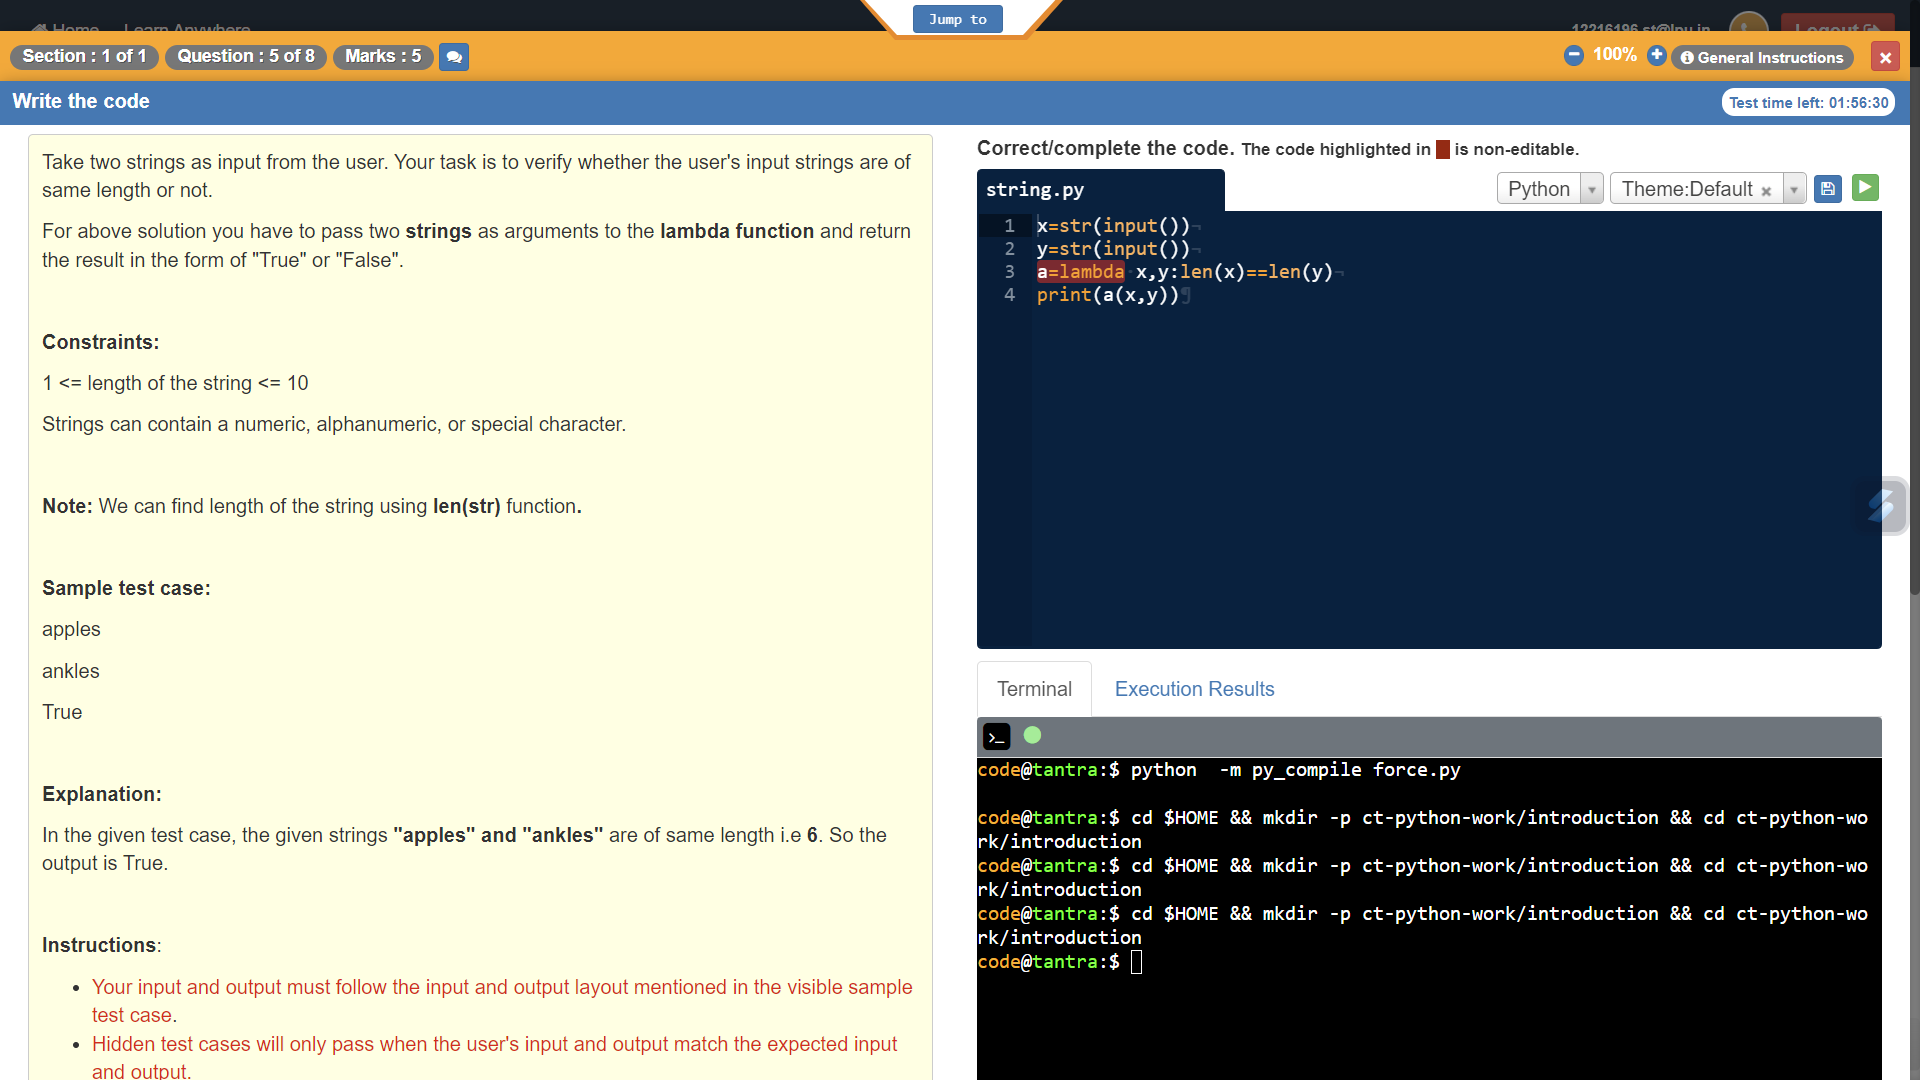 Home Learn Anywhere
Jump to
Logout
Section : 1 of 1 Question : 5 of 8 Marks : 5
100% General Instructions
Write the code
Test time left: 01:56:30
Take two strings as input from the user. Your task is to verify whether the user's input strings are of
same length or not.
For above solution you have to pass two strings as arguments to the lambda function and return
the result in the form of "True" or "False".
Constraints:
1 <= length of the string <= 10
Strings can contain a numeric, alphanumeric, or special character.
Note: We can find length of the string using len(str) function.
Sample test case:
apples
ankles
True
Explanation:
In the given test case, the given strings "apples" and "ankles" are of same length i.e 6. So the
output is True.
Instructions:
• Your input and output must follow the input and output layout mentioned in the visible sample
test case.
• Hidden test cases will only pass when the user's input and output match the expected input
and output.
Correct/complete the code. The code highlighted in is non-editable.
string.py
Python Theme:Default ×
1 x=str(input())¬
2 y=str(input())¬
3 a=lambda·x,y:len(x)==len(y)¬
4 print(a(x,y))¶
Terminal Execution Results
>_
code@tantra:$ python  -m py_compile force.py
code@tantra:$ cd $HOME && mkdir -p ct-python-work/introduction && cd ct-python-wo
rk/introduction
code@tantra:$ cd $HOME && mkdir -p ct-python-work/introduction && cd ct-python-wo
rk/introduction
code@tantra:$ cd $HOME && mkdir -p ct-python-work/introduction && cd ct-python-wo
rk/introduction
code@tantra:$